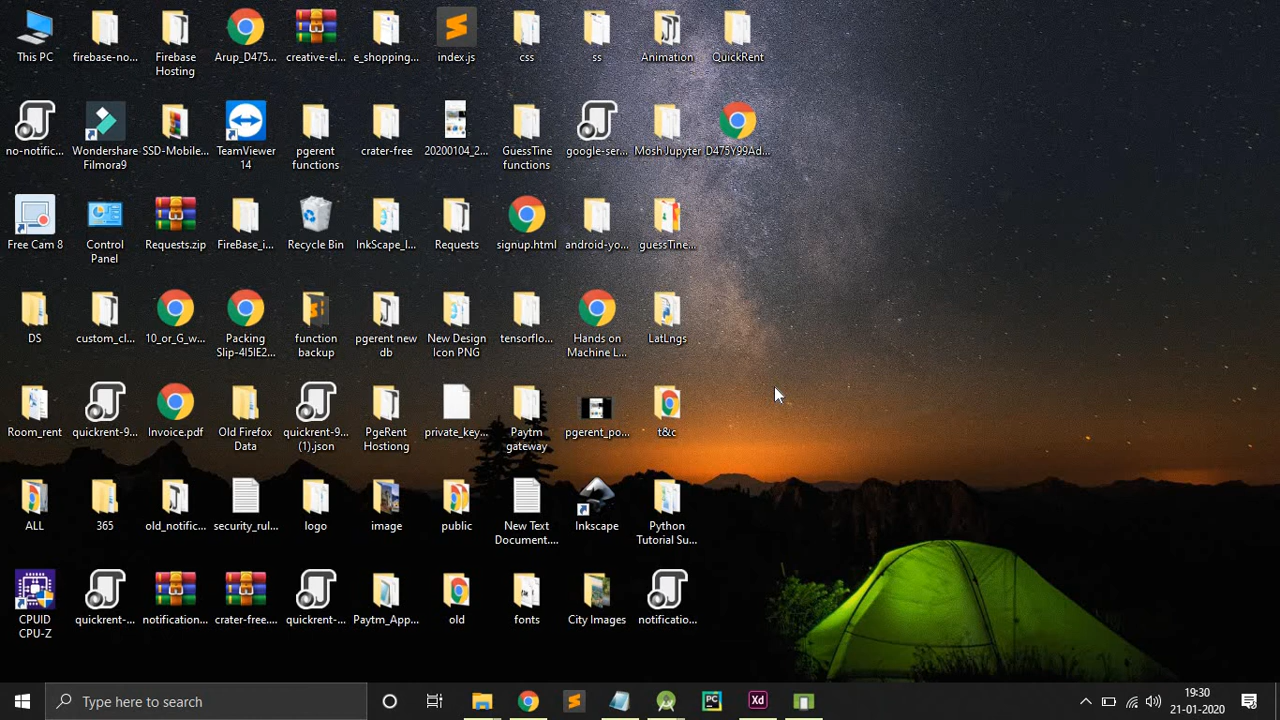 This PC
firebase-no...
Firebase
Hosting
Arup_D475...
creative-el...
e_shopping...
index.js
css
ss
Animation
QuickRent
no-notific...
Wondershare
Filmora9
SSD-Mobile...
TeamViewer
14
pgerent
functions
crater-free
20200104_2...
GuessTine
functions
google-ser...
MoshJupyter
D475Y99Ad...
Free Cam 8
Control
Panel
Requests.zip
FireBase_i...
Recycle Bin
InkScape_I...
Requests
signup.html
android-yo...
guessTine...
DS
custom_cl...
10_or_G_w...
Packing
Slip-4I5IE2...
function
backup
pgerent new
db
New Design
Icon PNG
tensorflo...
Hands on
Machine L...
LatLngs
Room_rent
quickrent-9...
Invoice.pdf
Old Firefox
Data
quickrent-9...
(1).json
PgeRent
Hostiong
private_key...
Paytm
gateway
pgerent_po...
t&c
ALL
365
old_notific...
security_rul...
logo
image
public
New Text
Document....
Inkscape
Python
Tutorial Su...
CPUID
CPU-Z
quickrent-...
notification...
crater-free....
quickrent-...
Paytm_App...
old
fonts
City Images
notificatio...
Type here to search
PC
Xd
19:30
21-01-2020